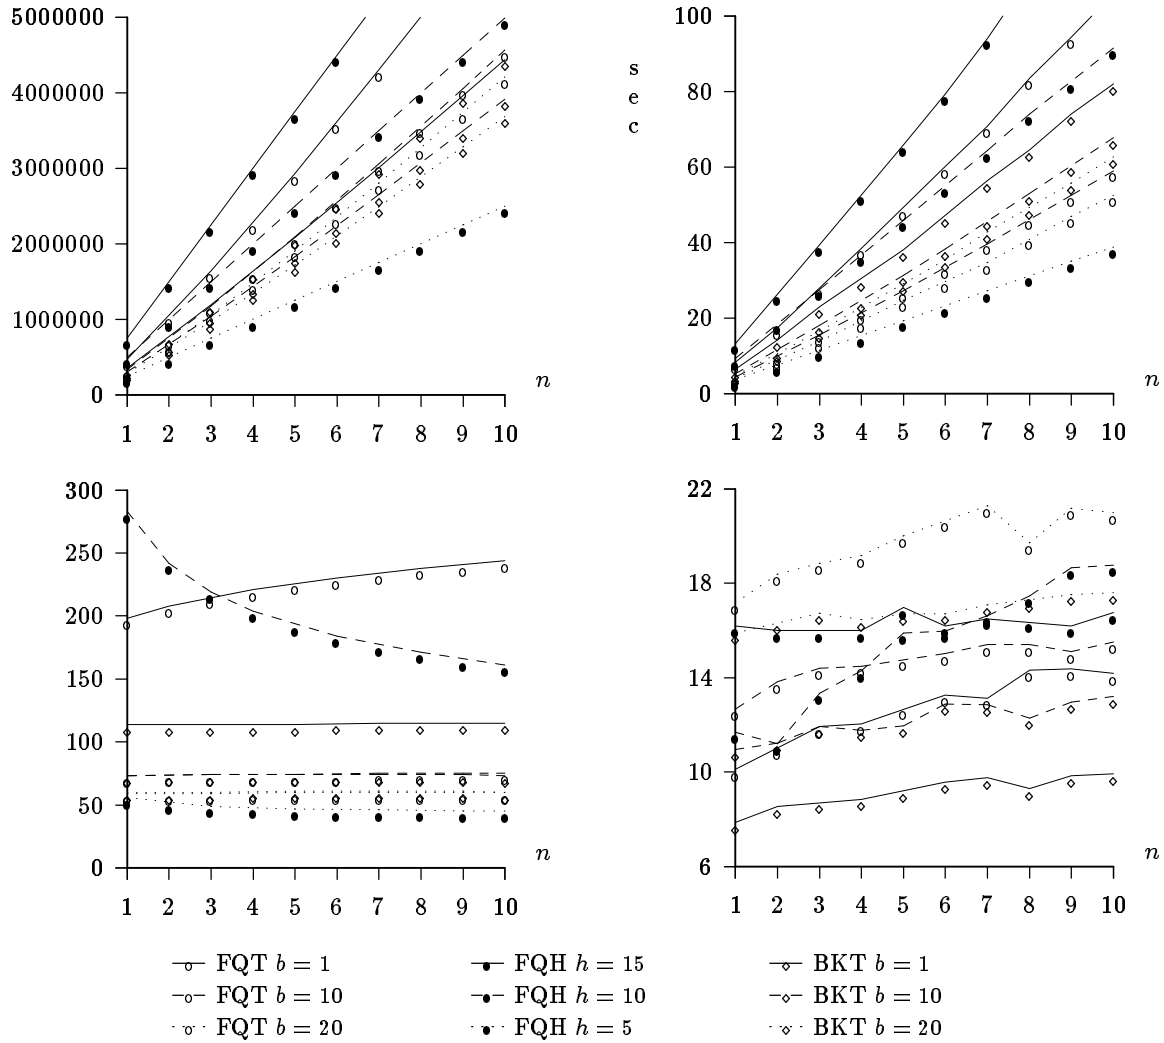 5000000
4000000
3000000
2000000
1000000
0
1 2 3 4 5 6 7 8 9 10
n
s
e
c
100
80
60
40
20
0
1 2 3 4 5 6 7 8 9 10
n
300
250
200
150
100
50
0
1 2 3 4 5 6 7 8 9 10
n
22
18
14
10
6
1 2 3 4 5 6 7 8 9 10
n
FQT b = 1
FQH h = 15
BKT b = 1
FQT b = 10
FQH h = 10
BKT b = 10
FQT b = 20
FQH h = 5
BKT b = 20